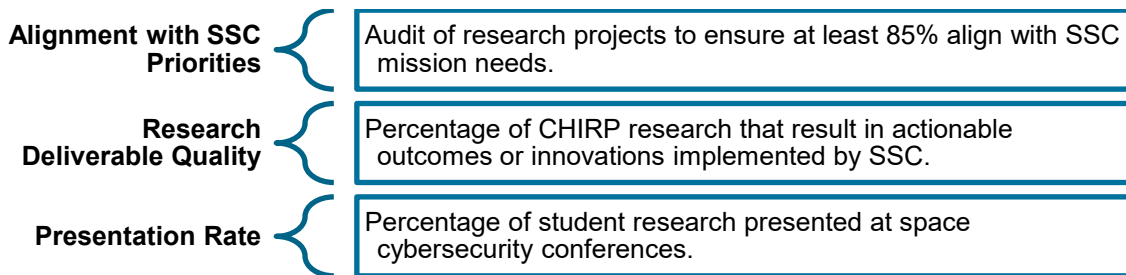 Alignment with SSC
Priorities
Audit of research projects to ensure at least 85% align with SSC
mission needs.
Research
Deliverable Quality
Percentage of CHIRP research that result in actionable
outcomes or innovations implemented by SSC.
Presentation Rate
Percentage of student research presented at space
cybersecurity conferences.